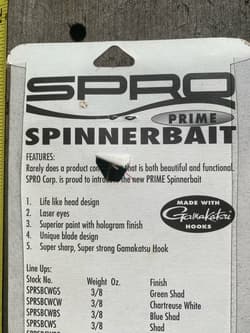 SPRO
PRIME
SPINNERBAIT
FEATURES:
Rarely does a product com that is both beautiful and functional.
SPRO Corp. is proud to introd the new PRIME Spinnerbait
1. Life like head design
2. Laser eyes
3. Superior paint with hologram finish
4. Unique blade design
5. Super sharp, Super strong Gamakatsu Hook
MADE WITH
Gamakatsu
HOOKS
Line Ups:
Stock No. Weight Oz. Finish
SPRSBCWGS 3/8 Green Shad
SPRSBCWCW 3/8 Chartreuse White
SPRSBCWBS 3/8 Blue Shad
SPRSBCWS 3/8 Shad